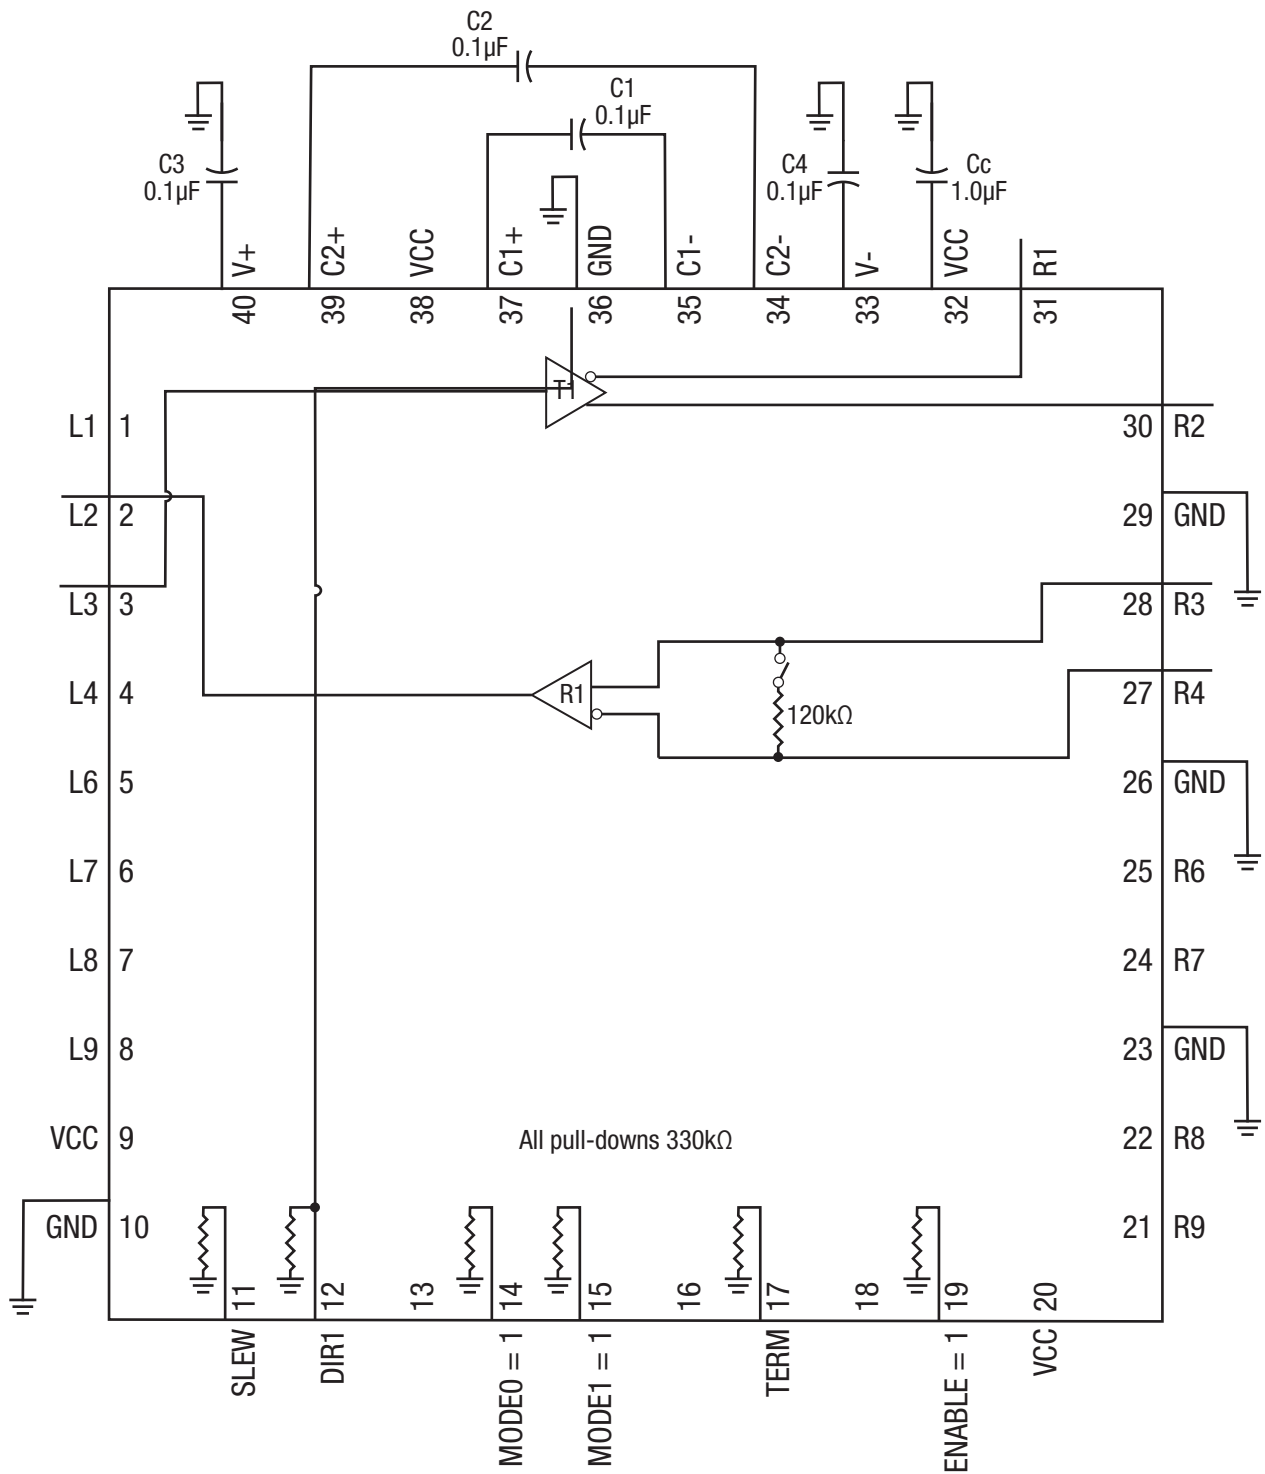 C2
0.1µF
C1
0.1µF
C3
0.1µF
C4
0.1µF
Cc
1.0µF
V+
C2+
VCC
C1+
GND
C1-
C2-
V-
VCC
R1
40
39
38
37
36
35
34
33
32
31
T1
L1 1
30 R2
L2 2
29 GND
L3 3
28 R3
L4 4
R1
27 R4
120kΩ
L6 5
26 GND
L7 6
25 R6
L8 7
24 R7
L9 8
23 GND
VCC 9
All pull-downs 330kΩ
22 R8
GND 10
21 R9
11
12
13
14
15
16
17
18
19
20
SLEW
DIR1
MODE0 = 1
MODE1 = 1
TERM
ENABLE = 1
VCC